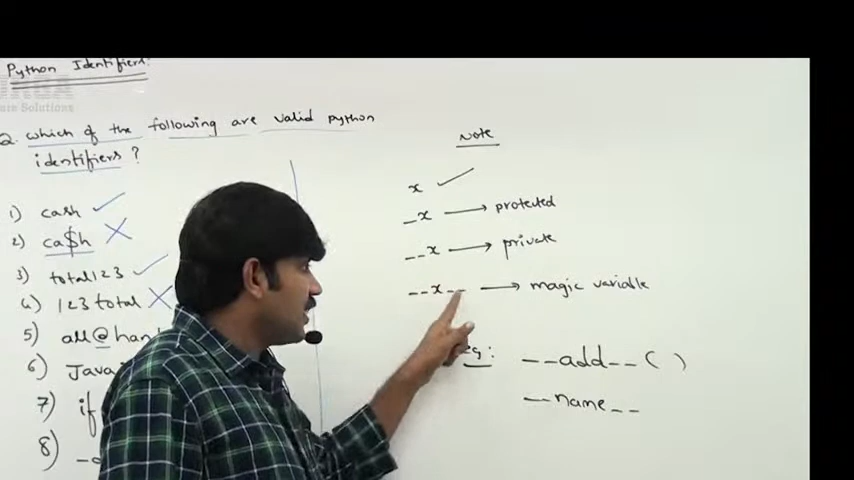 Python Identifiers:
are Solutions
2. which of the following are valid python
identifiers?
1) cash ✓
2) ca$h ✗
3) total123 ✓
4) 123total ✗
5) all@han
6) Java
7) if
8)
Note
x ✓
_x → protected
__x → private
__x__ → magic variable
eg: __add__( )
__name__